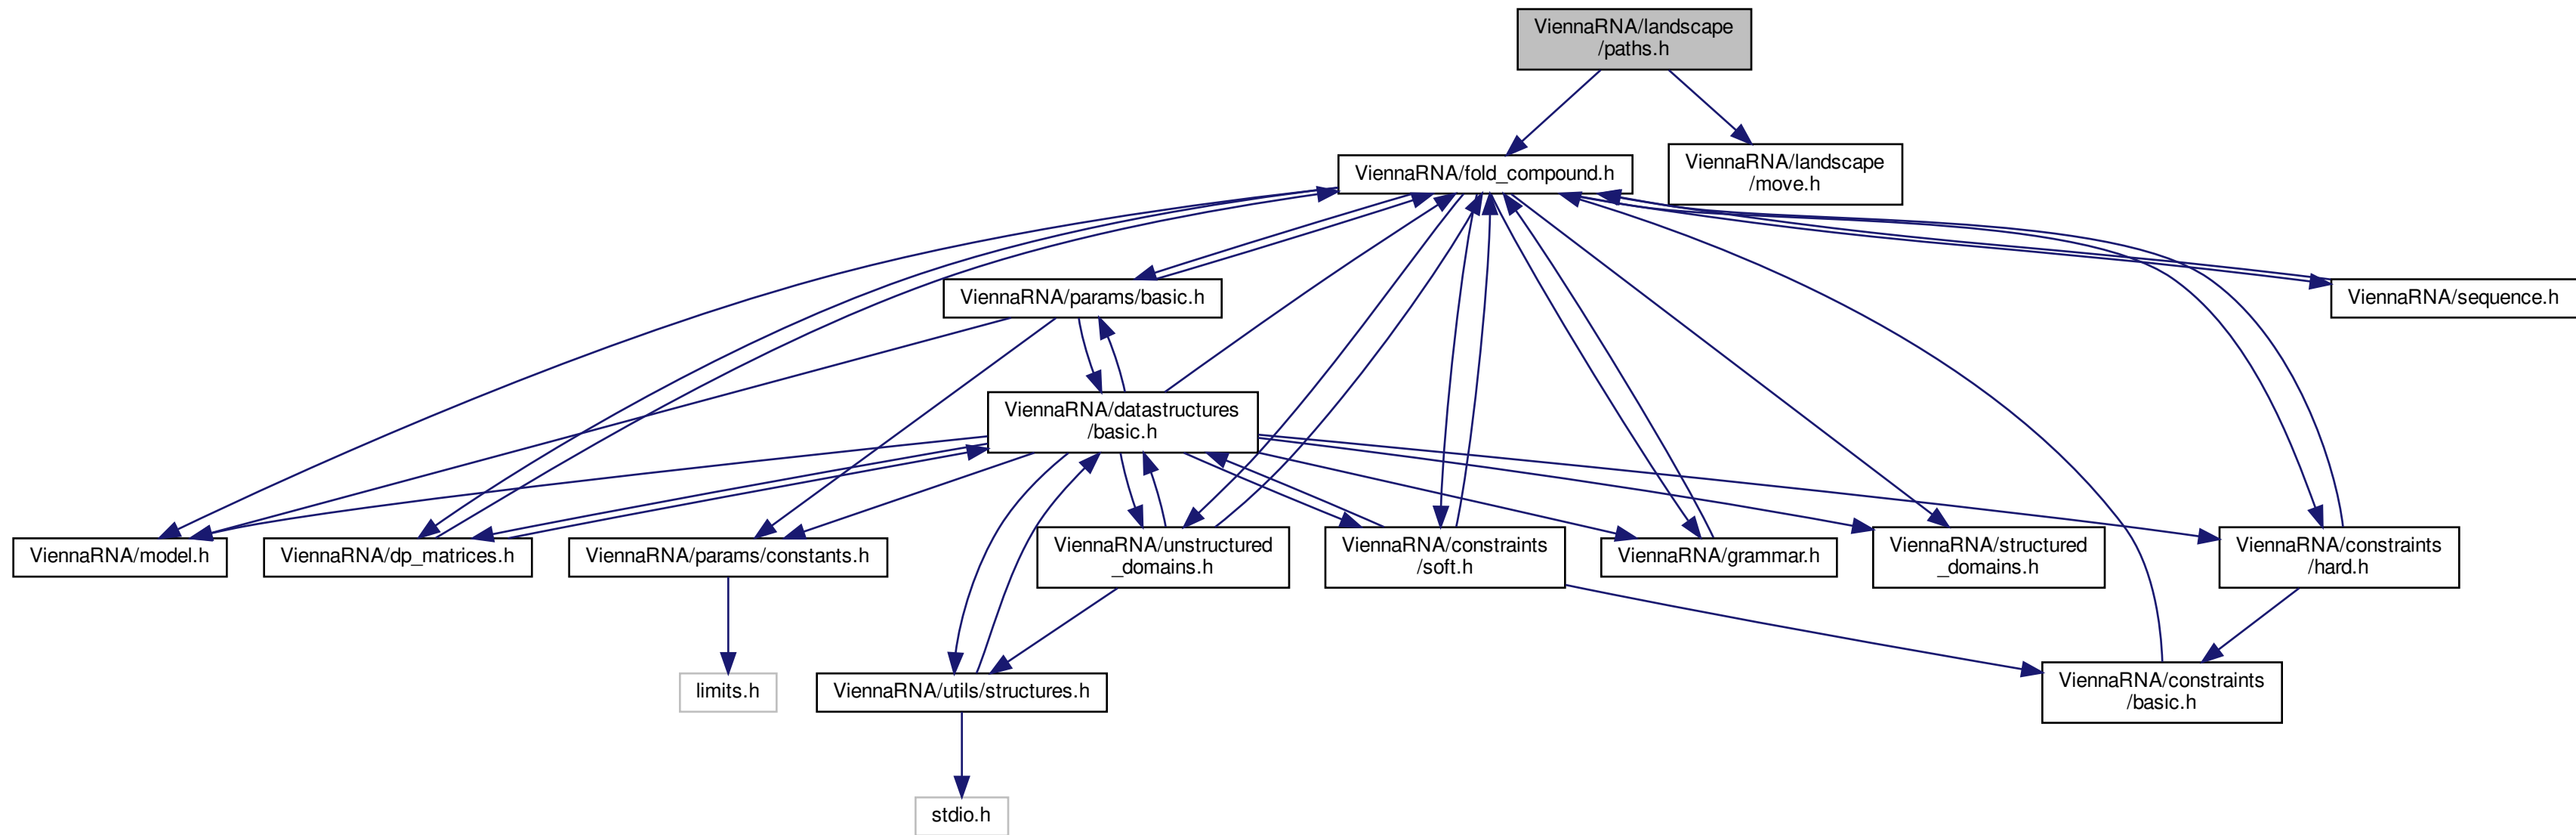 ViennaRNA/landscape
/paths.h
ViennaRNA/fold_compound.h
ViennaRNA/landscape
/move.h
ViennaRNA/params/basic.h
ViennaRNA/sequence.h
ViennaRNA/datastructures
/basic.h
ViennaRNA/model.h
ViennaRNA/dp_matrices.h
ViennaRNA/params/constants.h
ViennaRNA/unstructured
_domains.h
ViennaRNA/constraints
/soft.h
ViennaRNA/grammar.h
ViennaRNA/structured
_domains.h
ViennaRNA/constraints
/hard.h
limits.h
ViennaRNA/utils/structures.h
ViennaRNA/constraints
/basic.h
stdio.h